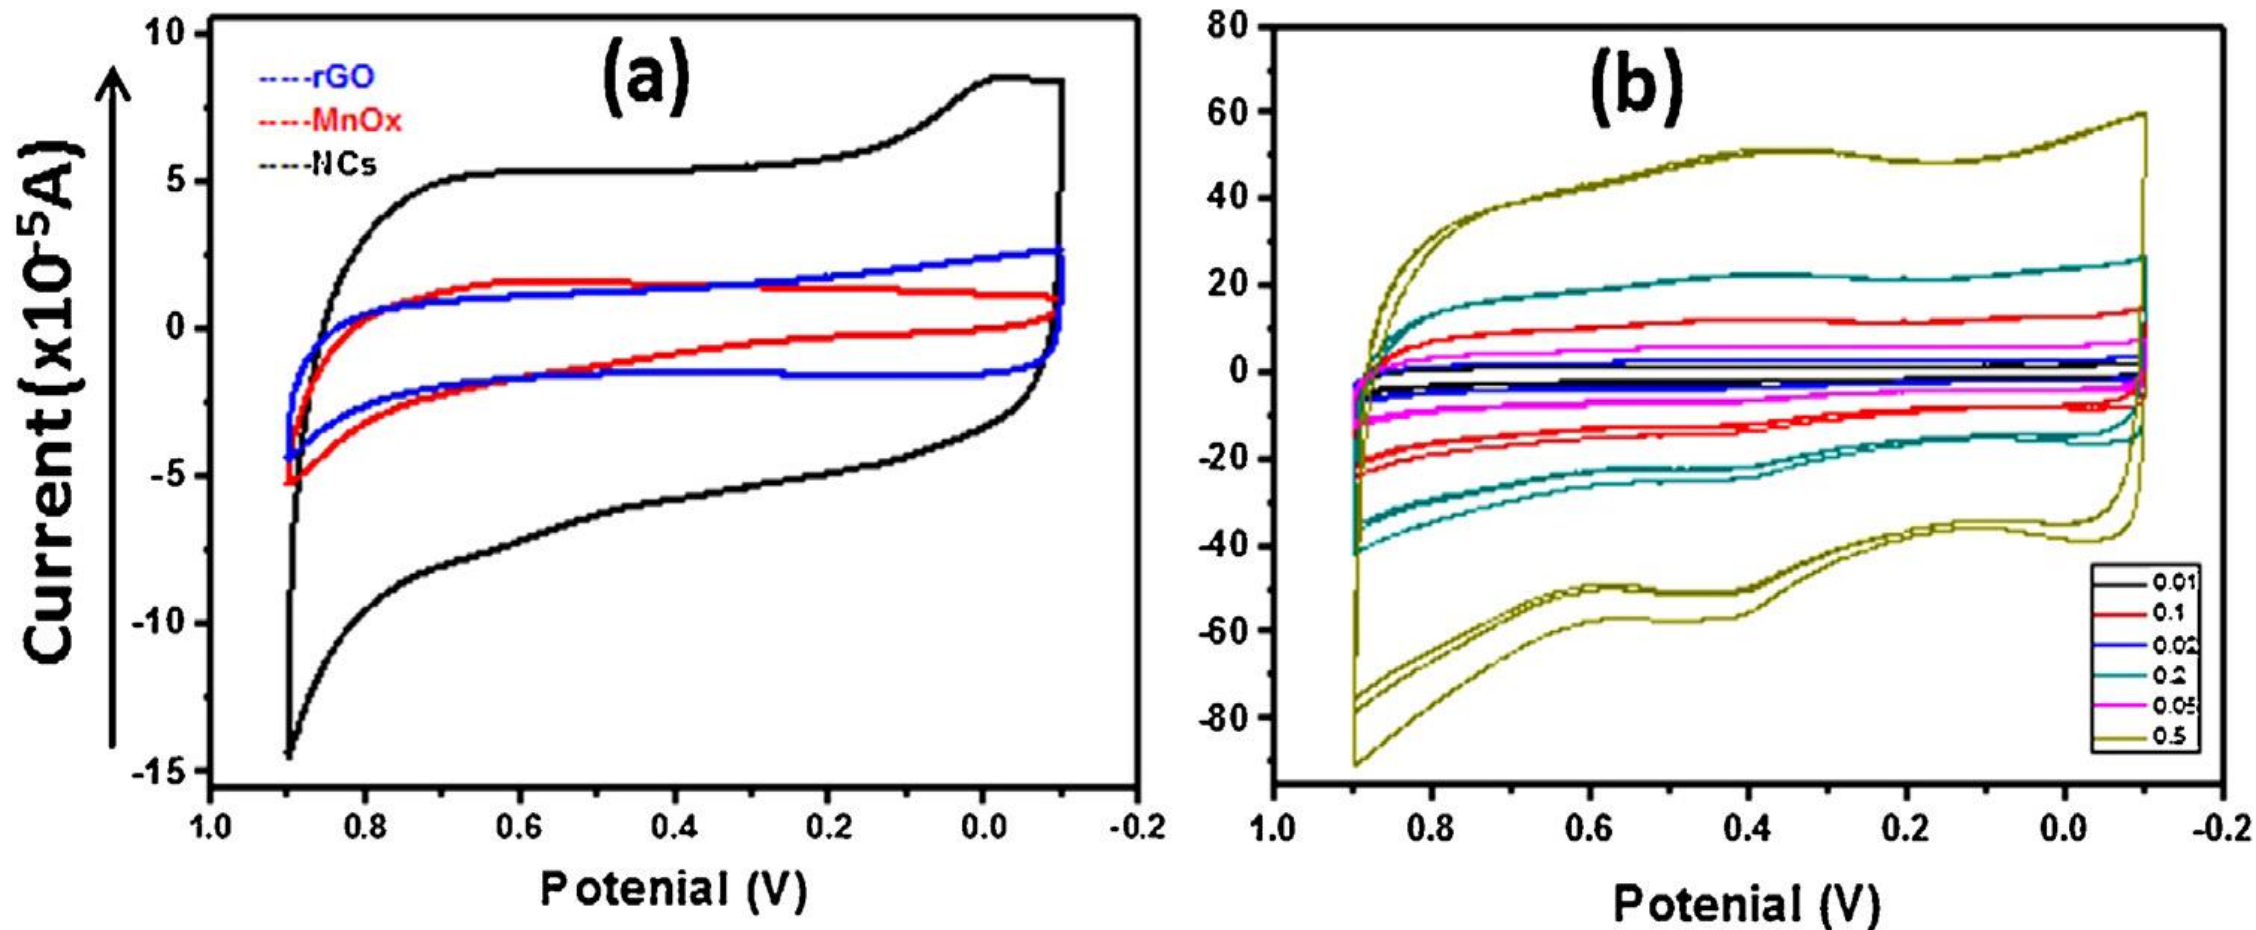 Current(x10-5A)
(a)
-----rGO
-----MnOx
-----NCs
10
5
0
-5
-10
-15
1.0 0.8 0.6 0.4 0.2 0.0 -0.2
Potenial (V)
(b)
80
60
40
20
0
-20
-40
-60
-80
0.01
0.1
0.02
0.2
0.05
0.5
1.0 0.8 0.6 0.4 0.2 0.0 -0.2
Potenial (V)